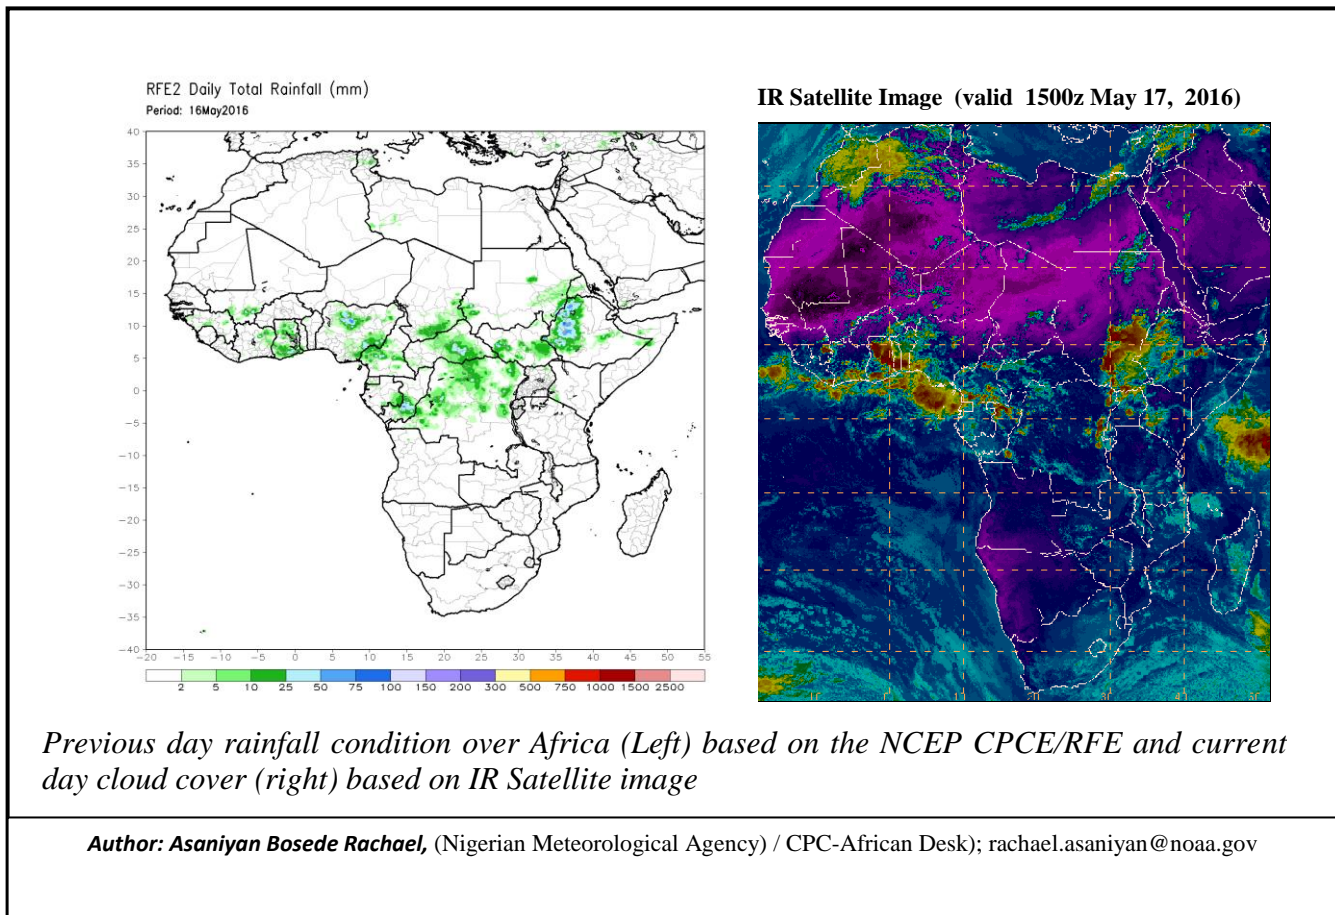 RFE2 Daily Total Rainfall (mm)
Period: 16May2016
IR Satellite Image (valid 1500z May 17, 2016)
40
35
30
25
20
15
10
5
0
-5
-10
-15
-20
-25
-30
-35
-40
-20 -15 -10 -5 0 5 10 15 20 25 30 35 40 45 50 55
2 5 10 25 50 75 100 150 200 300 500 750 1000 1500 2500
Previous day rainfall condition over Africa (Left) based on the NCEP CPCE/RFE and current
day cloud cover (right) based on IR Satellite image
Author: Asaniyan Bosede Rachael, (Nigerian Meteorological Agency) / CPC-African Desk); rachael.asaniyan@noaa.gov